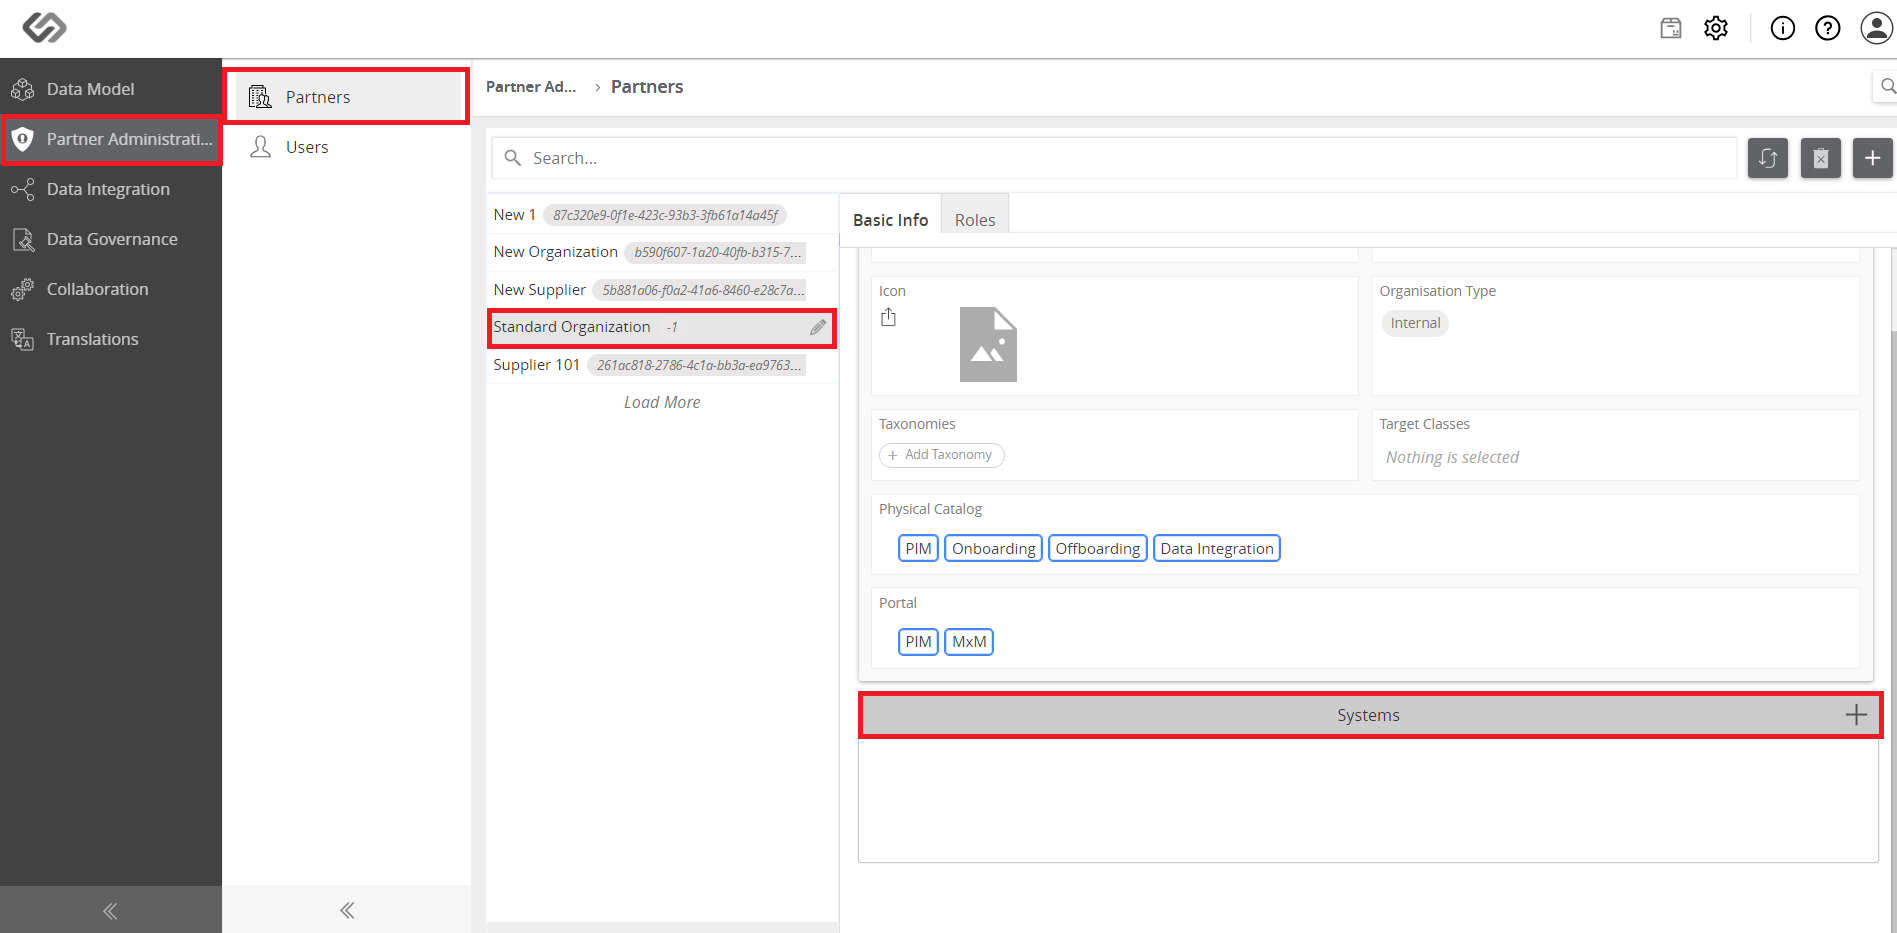 Data Model
Partner Administrati...
Data Integration
Data Governance
Collaboration
Translations
Partners
Users
Partner Ad... > Partners
Search...
New 1 87c320e9-0f1e-423c-93b3-3fb61a14a45f
New Organization b590f607-1a20-40fb-b315-7...
New Supplier 5b881a06-f0a2-41a6-8460-e28c7a...
Standard Organization -1
Supplier 101 261ac818-2786-4c1a-bb3a-ea9763...
Load More
Basic Info Roles
Icon
Organisation Type
Internal
Taxonomies
+ Add Taxonomy
Target Classes
Nothing is selected
Physical Catalog
PIM Onboarding Offboarding Data Integration
Portal
PIM MxM
Systems